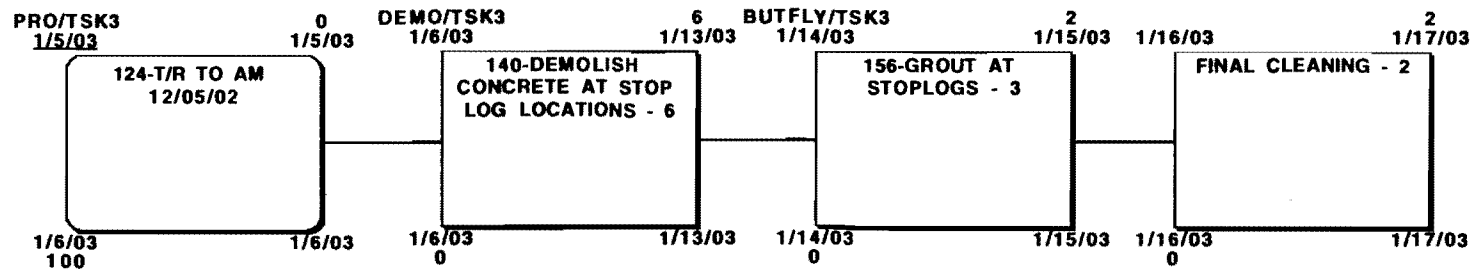 PRO/TSK3 0 DEMO/TSK3 6 BUTFLY/TSK3 2 2
1/5/03 1/5/03 1/6/03 1/13/03 1/14/03 1/15/03 1/16/03 1/17/03
124-T/R TO AM
12/05/02
140-DEMOLISH
CONCRETE AT STOP
LOG LOCATIONS - 6
156-GROUT AT
STOPLOGS - 3
FINAL CLEANING - 2
1/6/03 1/6/03 1/6/03 1/13/03 1/14/03 1/15/03 1/16/03 1/17/03
100 0 0 0